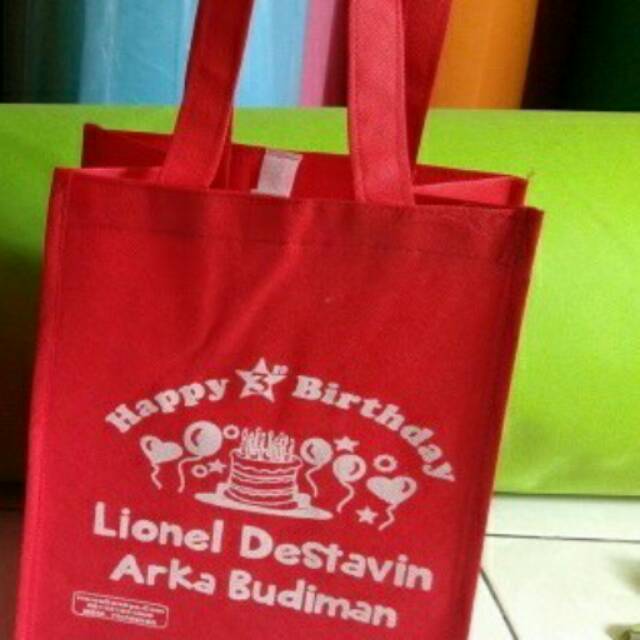 Happy 3rd Birthday
Lionel Destavin
Arka Budiman